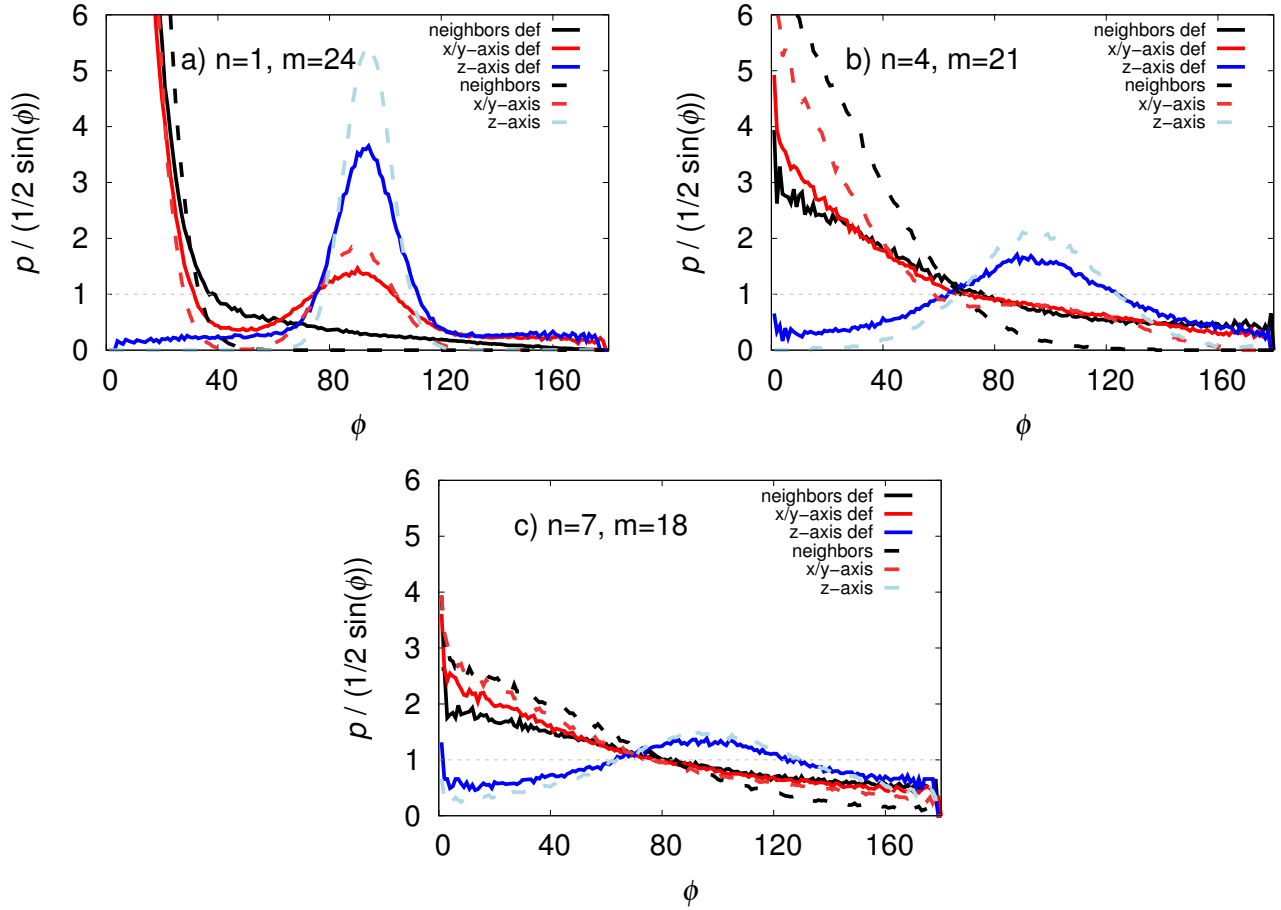 a) n=1, m=24
neighbors def
x/y-axis def
z-axis def
neighbors
x/y-axis
z-axis
p / (1/2 sin(ϕ))
6
5
4
3
2
1
0
0 40 80 120 160
ϕ
b) n=4, m=21
neighbors def
x/y-axis def
z-axis def
neighbors
x/y-axis
z-axis
p / (1/2 sin(ϕ))
6
5
4
3
2
1
0
0 40 80 120 160
ϕ
c) n=7, m=18
neighbors def
x/y-axis def
z-axis def
neighbors
x/y-axis
z-axis
p / (1/2 sin(ϕ))
6
5
4
3
2
1
0
0 40 80 120 160
ϕ